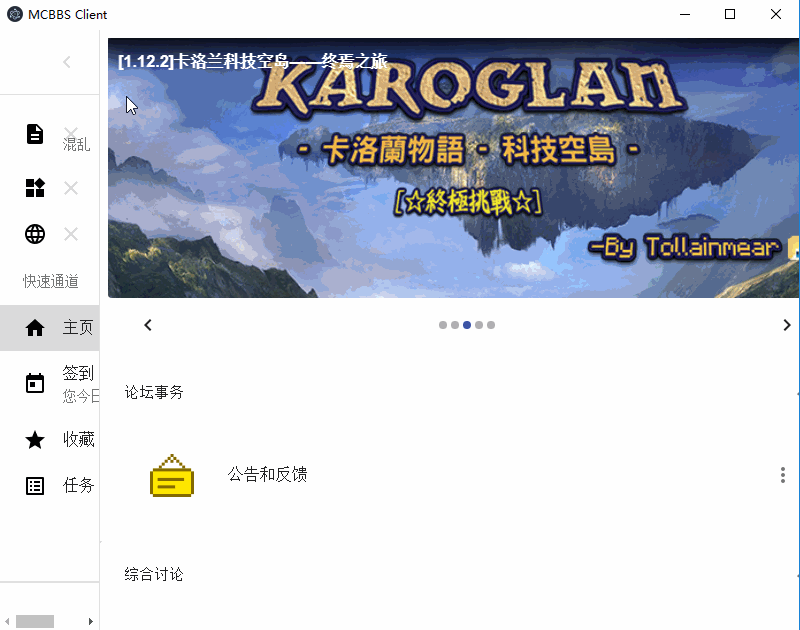 MCBBS Client
[1.12.2]卡洛兰科技空岛——终焉之旅
KAROGLAN
- 卡洛蘭物語 - 科技空島 -
[☆終極挑戰☆]
-By Tollainmear
混乱
快速通道
主页
签到
您今日
收藏
任务
论坛事务
公告和反馈
综合讨论